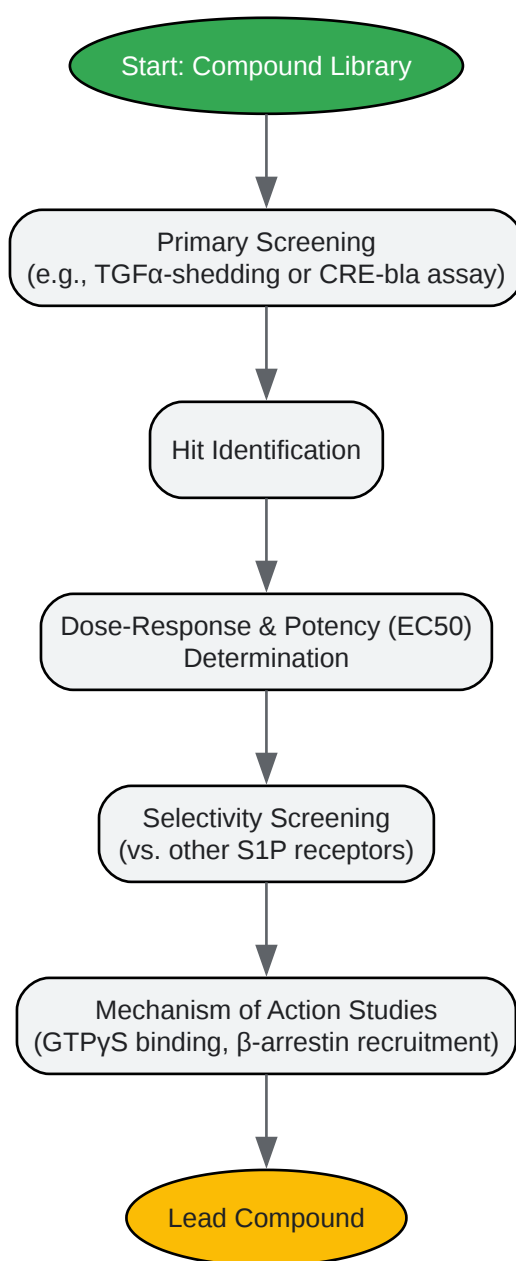 Start: Compound Library
Primary Screening
(e.g., TGFα-shedding or CRE-bla assay)
Hit Identification
Dose-Response & Potency (EC50)
Determination
Selectivity Screening
(vs. other S1P receptors)
Mechanism of Action Studies
(GTPγS binding, β-arrestin recruitment)
Lead Compound